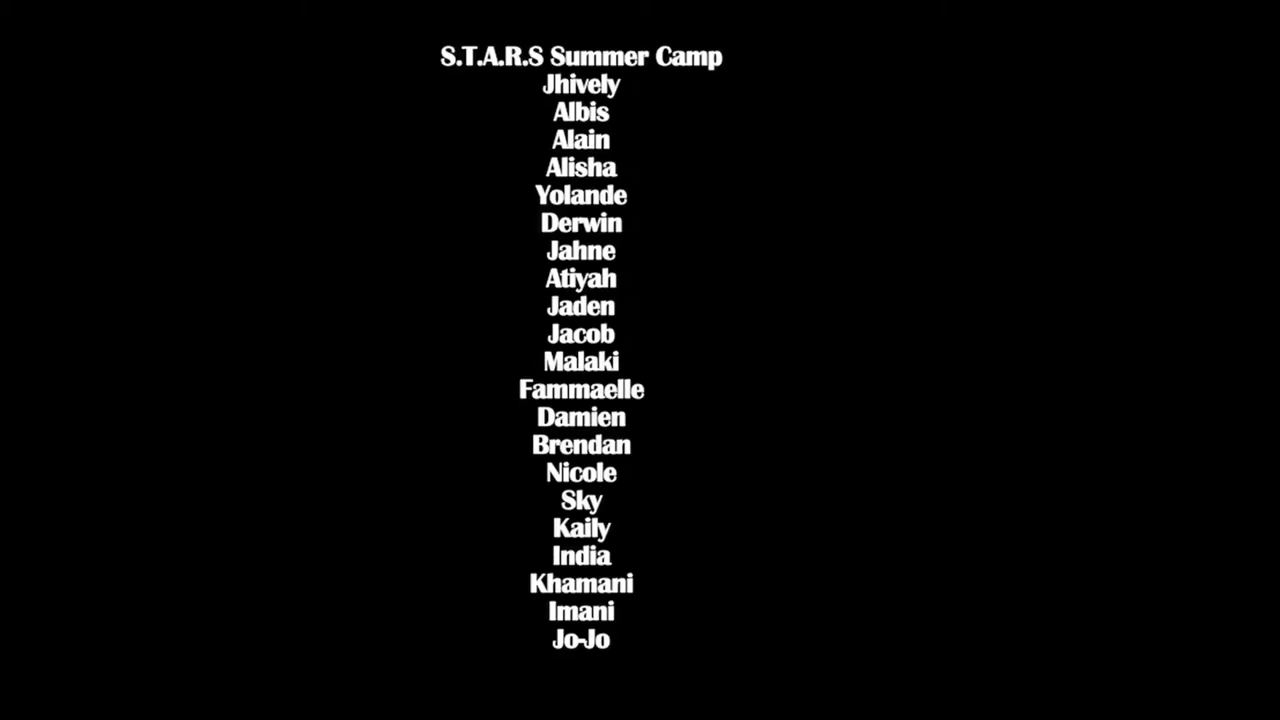 S.T.A.R.S Summer Camp
Jhively
Albis
Alain
Alisha
Yolande
Derwin
Jahne
Atiyah
Jaden
Jacob
Malaki
Fammaelle
Damien
Brendan
Nicole
Sky
Kaily
India
Khamani
Imani
Jo-Jo